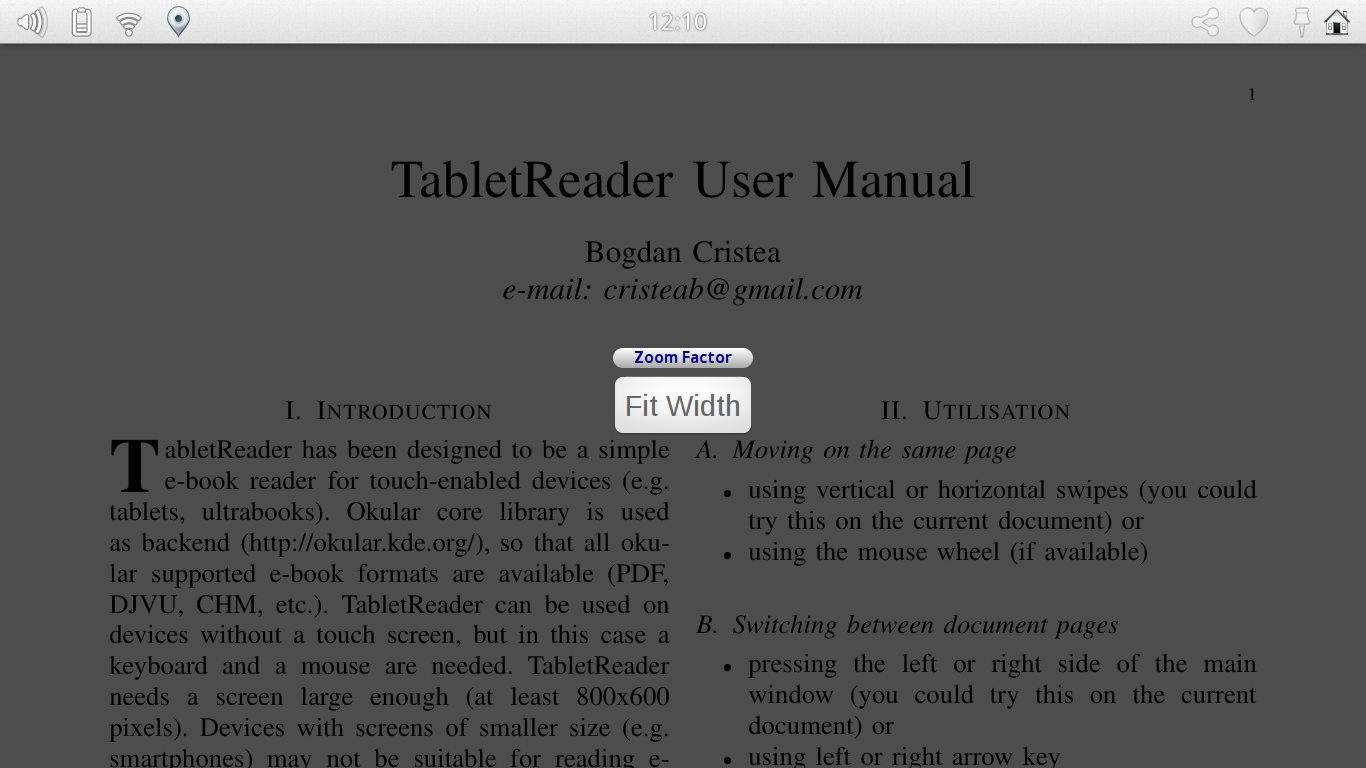 12:10
1
TabletReader User Manual
Bogdan Cristea
e-mail: cristeab@gmail.com
Zoom Factor
Fit Width
I. INTRODUCTION
TabletReader has been designed to be a simple
e-book reader for touch-enabled devices (e.g.
tablets, ultrabooks). Okular core library is used
as backend (http://okular.kde.org/), so that all oku-
lar supported e-book formats are available (PDF,
DJVU, CHM, etc.). TabletReader can be used on
devices without a touch screen, but in this case a
keyboard and a mouse are needed. TabletReader
needs a screen large enough (at least 800x600
pixels). Devices with screens of smaller size (e.g.
smartphones) may not be suitable for reading e-
II. UTILISATION
A. Moving on the same page
• using vertical or horizontal swipes (you could
try this on the current document) or
• using the mouse wheel (if available)
B. Switching between document pages
• pressing the left or right side of the main
window (you could try this on the current
document) or
• using left or right arrow key